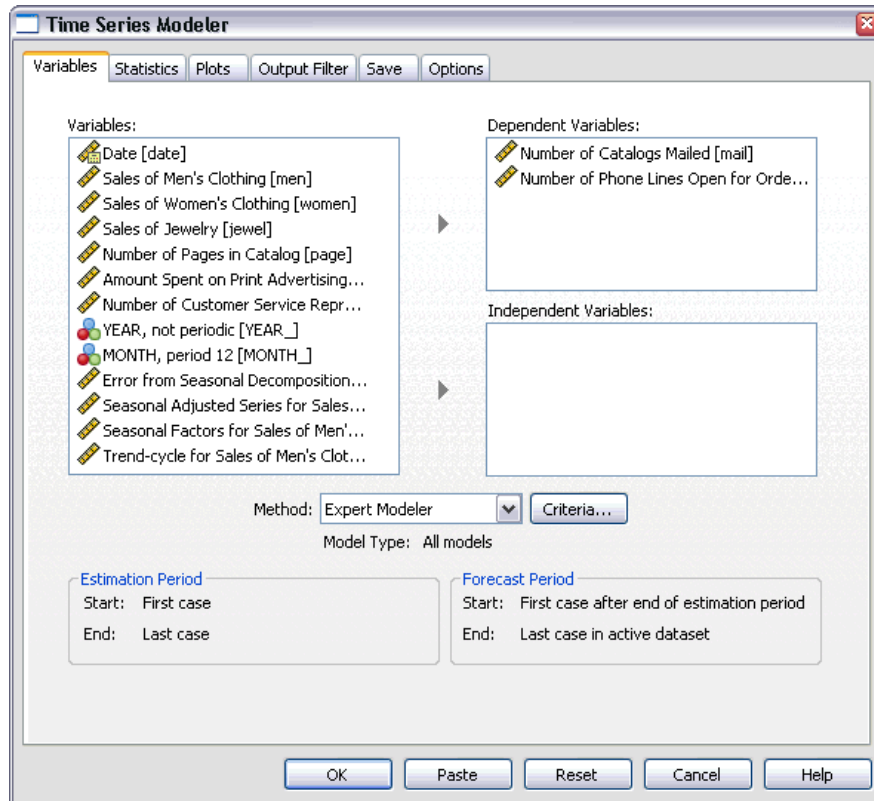 Time Series Modeler
Variables Statistics Plots Output Filter Save Options
Variables:
Date [date]
Sales of Men's Clothing [men]
Sales of Women's Clothing [women]
Sales of Jewelry [jewel]
Number of Pages in Catalog [page]
Amount Spent on Print Advertising...
Number of Customer Service Repr...
YEAR, not periodic [YEAR_]
MONTH, period 12 [MONTH_]
Error from Seasonal Decomposition...
Seasonal Adjusted Series for Sales...
Seasonal Factors for Sales of Men'...
Trend-cycle for Sales of Men's Clot...
Dependent Variables:
Number of Catalogs Mailed [mail]
Number of Phone Lines Open for Orde...
Independent Variables:
Method: Expert Modeler Criteria...
Model Type: All models
Estimation Period
Start: First case
End: Last case
Forecast Period
Start: First case after end of estimation period
End: Last case in active dataset
OK Paste Reset Cancel Help